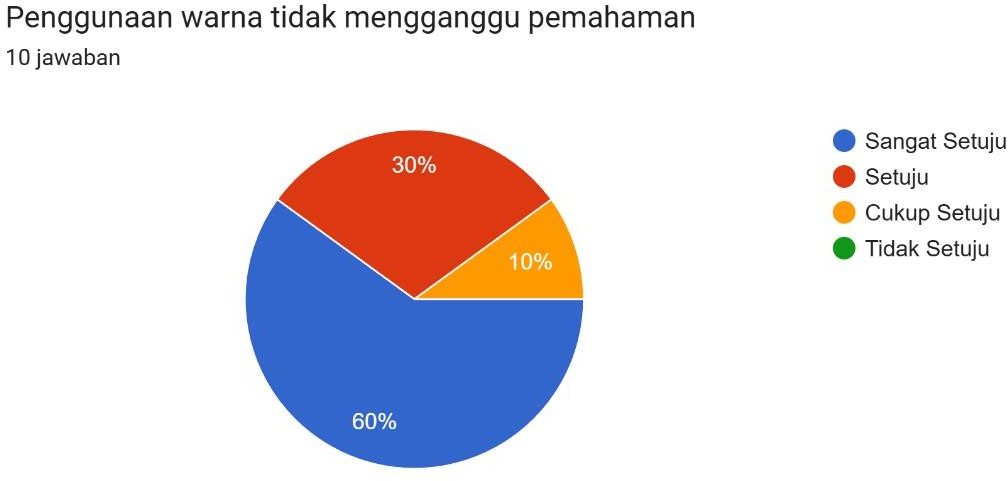 Penggunaan warna tidak mengganggu pemahaman
10 jawaban
30%
10%
60%
Sangat Setuju
Setuju
Cukup Setuju
Tidak Setuju